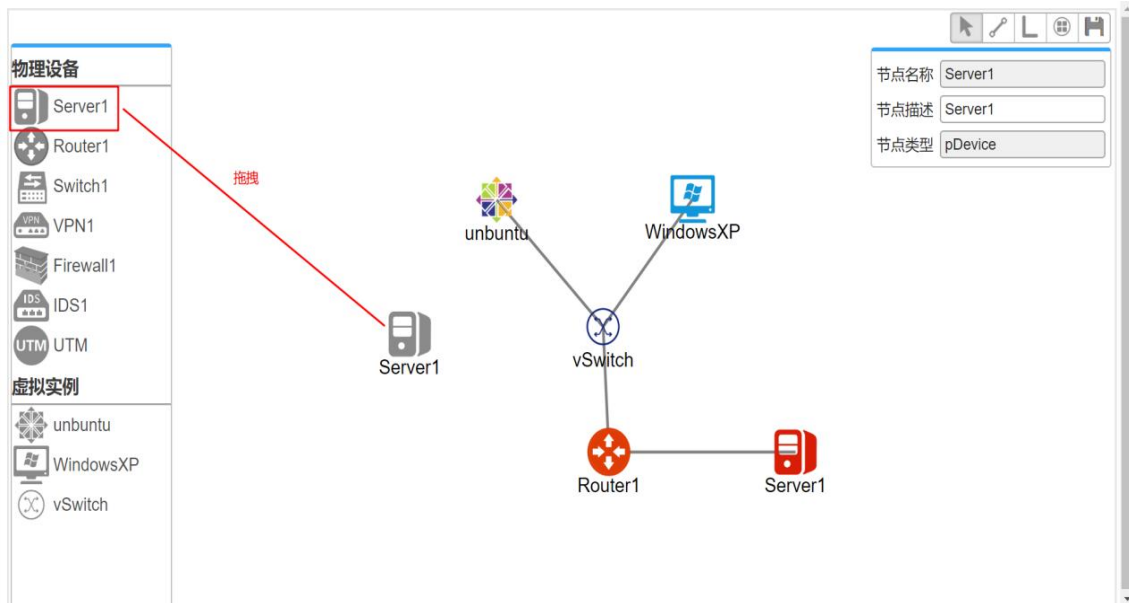 物理设备
Server1
Router1
Switch1
VPN
VPN1
Firewall1
IDS
IDS1
UTM
UTM
虚拟实例
unbuntu
WindowsXP
vSwitch
拖拽
unbuntu
WindowsXP
vSwitch
Server1
Router1
Server1
节点名称 Server1
节点描述 Server1
节点类型 pDevice